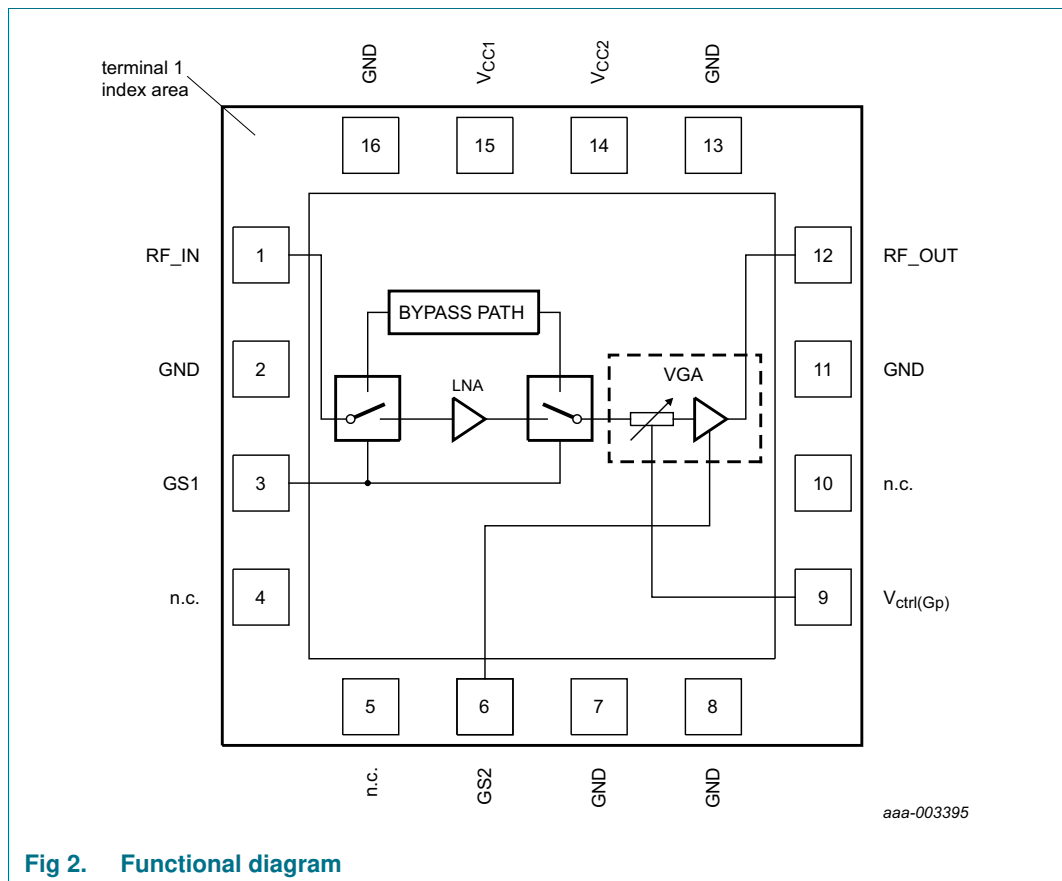 terminal 1
index area
GND
VCC1
VCC2
GND
16
15
14
13
RF_IN
1
12
RF_OUT
BYPASS PATH
GND
2
LNA
VGA
11
GND
GS1
3
10
n.c.
n.c.
4
9
Vctrl(Gp)
5
6
7
8
n.c.
GS2
GND
GND
aaa-003395
Fig 2. Functional diagram